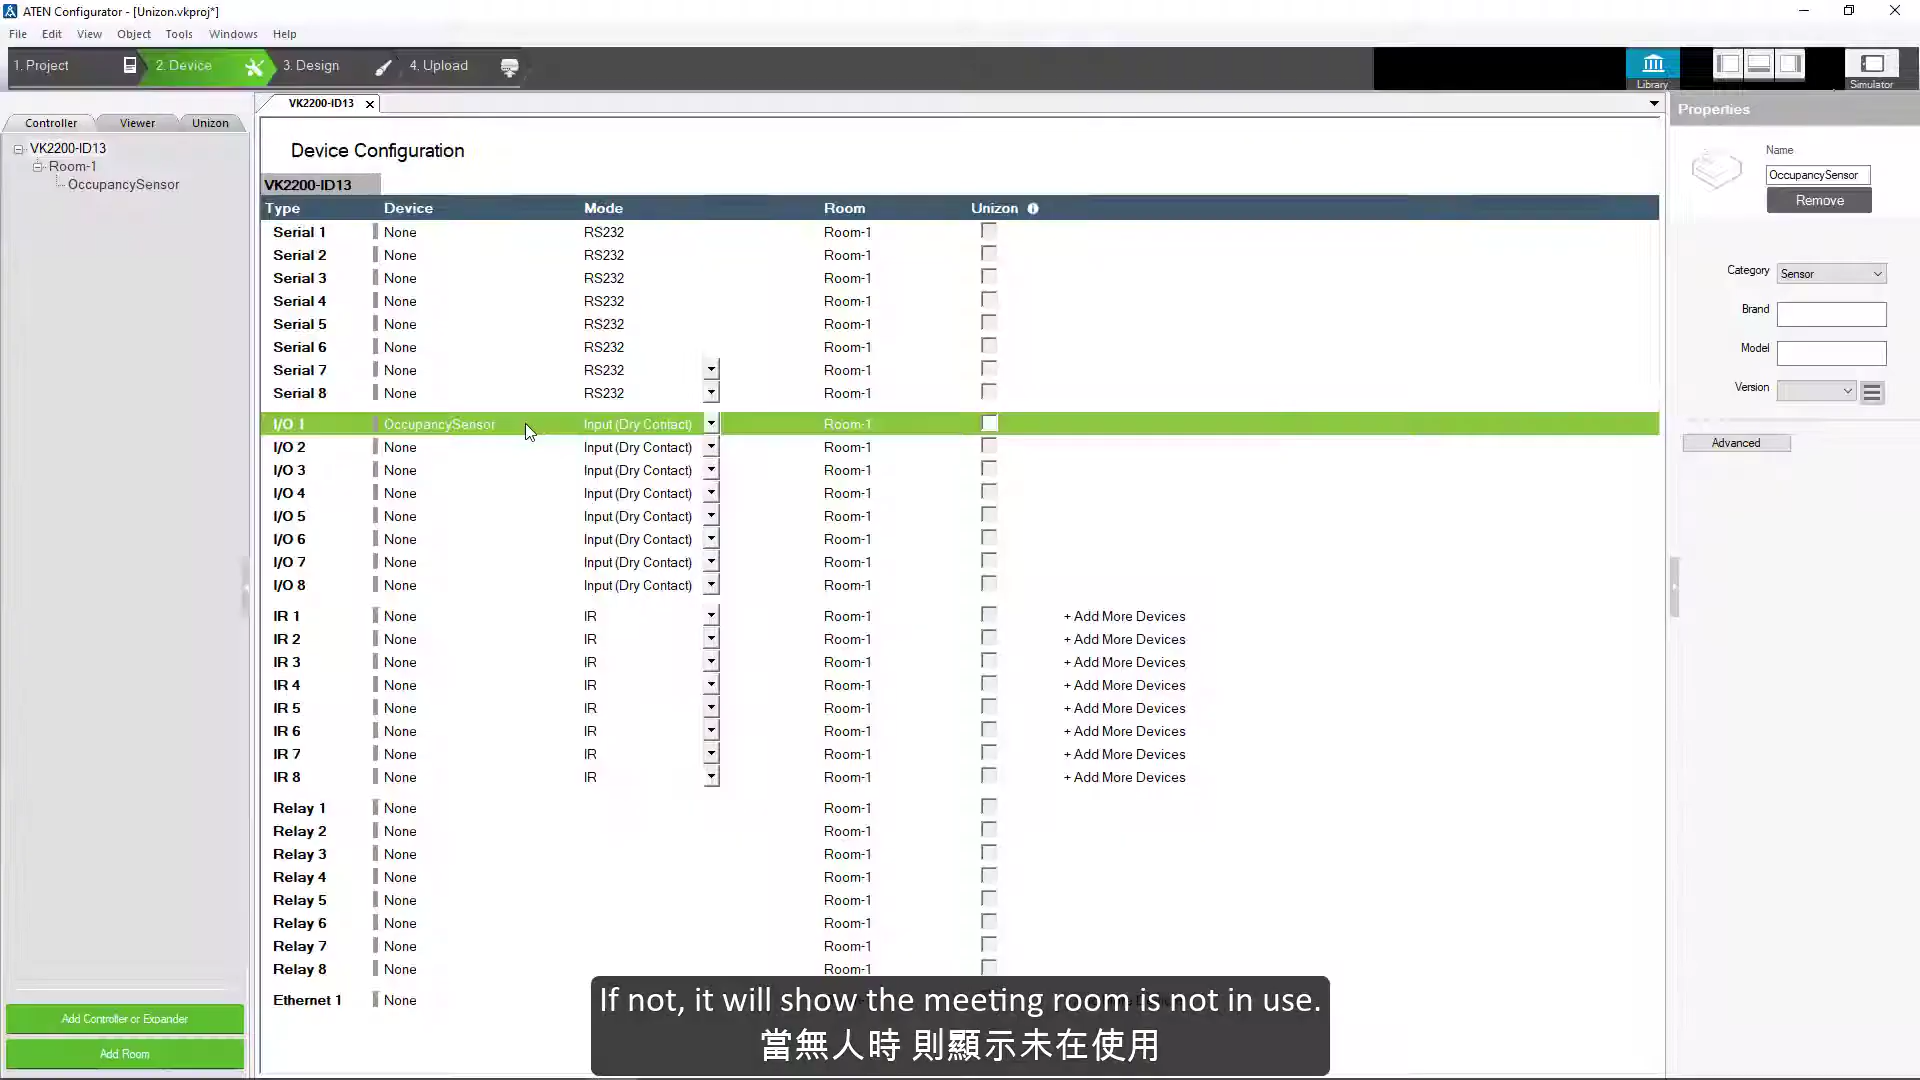 ATEN Configurator - [Unizon.vkproj*]
File Edit View Object Tools Windows Help
1. Project 2. Device 3. Design 4. Upload
Library
Simulator
Controller Viewer Unizon
VK2200-ID13
Room-1
OccupancySensor
Add Controller or Expander
Add Room
VK2200-ID13
Device Configuration
VK2200-ID13
Type Device Mode Room Unizon
Serial 1 None RS232 Room-1
Serial 2 None RS232 Room-1
Serial 3 None RS232 Room-1
Serial 4 None RS232 Room-1
Serial 5 None RS232 Room-1
Serial 6 None RS232 Room-1
Serial 7 None RS232 Room-1
Serial 8 None RS232 Room-1
I/O 1 OccupancySensor Input (Dry Contact) Room-1
I/O 2 None Input (Dry Contact) Room-1
I/O 3 None Input (Dry Contact) Room-1
I/O 4 None Input (Dry Contact) Room-1
I/O 5 None Input (Dry Contact) Room-1
I/O 6 None Input (Dry Contact) Room-1
I/O 7 None Input (Dry Contact) Room-1
I/O 8 None Input (Dry Contact) Room-1
IR 1 None IR Room-1 + Add More Devices
IR 2 None IR Room-1 + Add More Devices
IR 3 None IR Room-1 + Add More Devices
IR 4 None IR Room-1 + Add More Devices
IR 5 None IR Room-1 + Add More Devices
IR 6 None IR Room-1 + Add More Devices
IR 7 None IR Room-1 + Add More Devices
IR 8 None IR Room-1 + Add More Devices
Relay 1 None Room-1
Relay 2 None Room-1
Relay 3 None Room-1
Relay 4 None Room-1
Relay 5 None Room-1
Relay 6 None Room-1
Relay 7 None Room-1
Relay 8 None Room-1
Ethernet 1 None
Properties
Name
OccupancySensor
Remove
Category Sensor
Brand
Model
Version
Advanced
If not, it will show the meeting room is not in use.
當無人時 則顯示未在使用